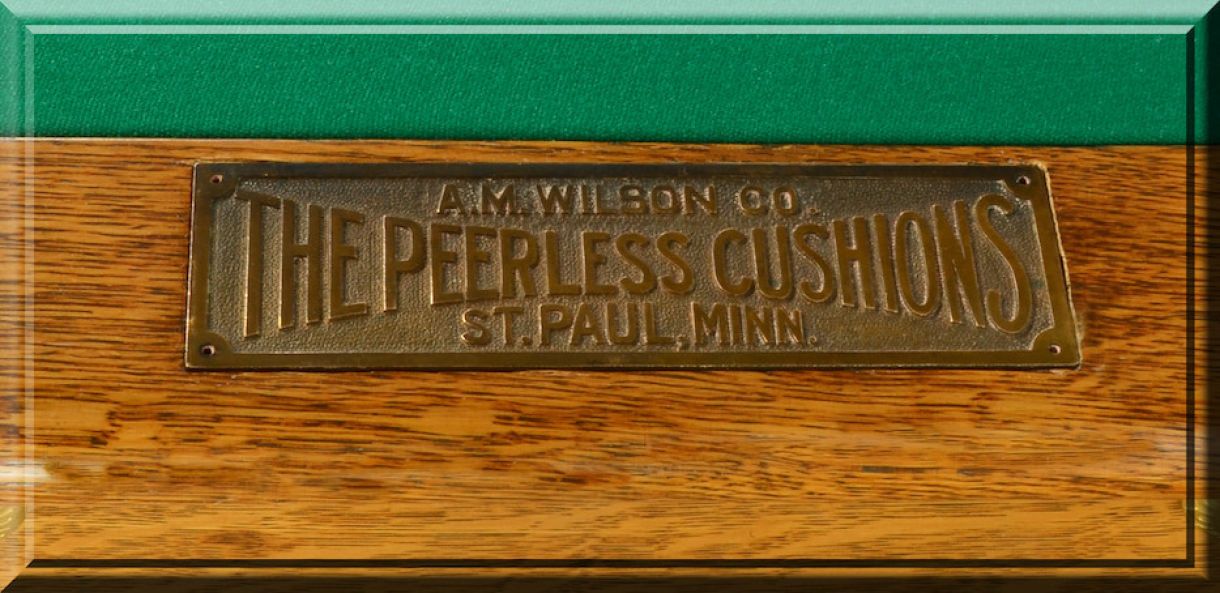 A.M. WILSON CO.
THE PEERLESS CUSHIONS
ST. PAUL, MINN.